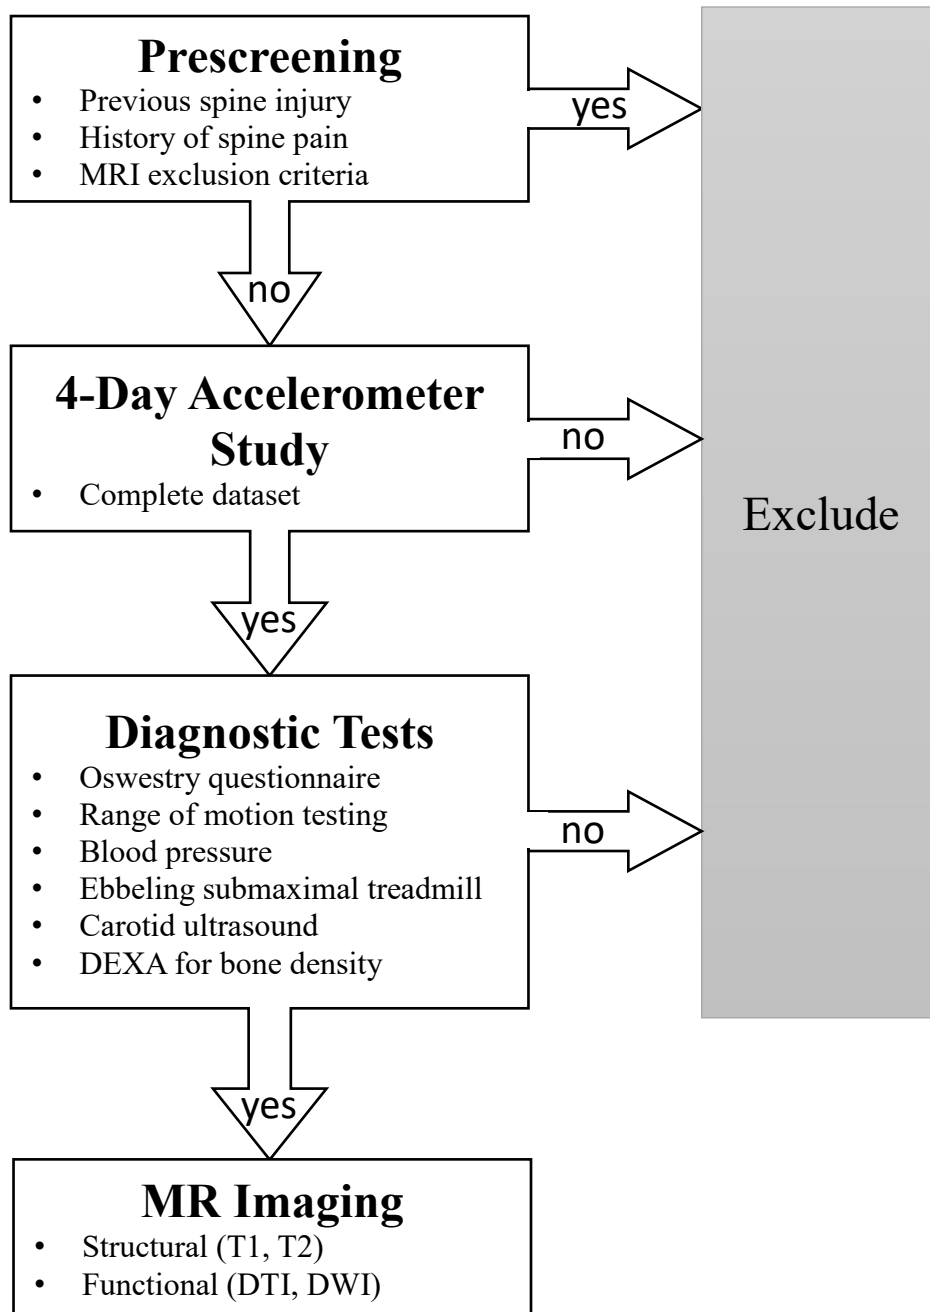 Prescreening
• Previous spine injury
• History of spine pain
• MRI exclusion criteria
yes
no
4-Day Accelerometer
Study
• Complete dataset
no
Exclude
yes
Diagnostic Tests
• Oswestry questionnaire
• Range of motion testing
• Blood pressure
• Ebbeling submaximal treadmill
• Carotid ultrasound
• DEXA for bone density
no
yes
MR Imaging
• Structural (T1, T2)
• Functional (DTI, DWI)